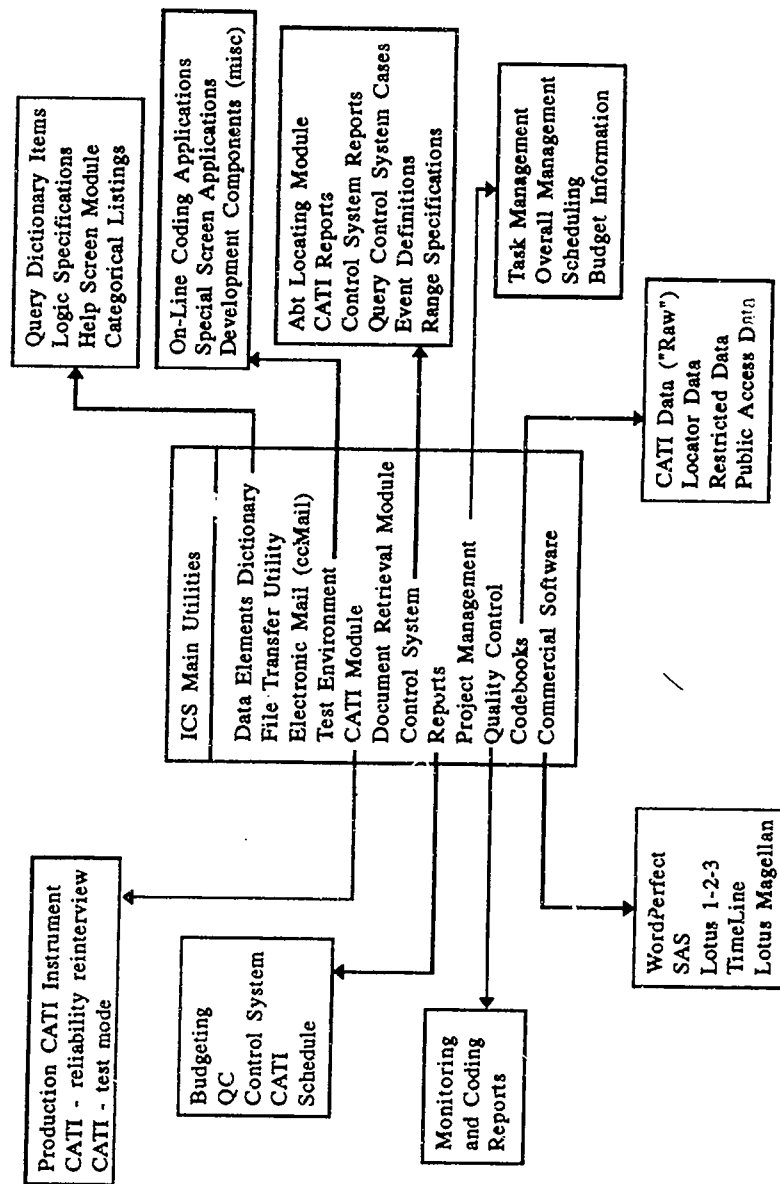 Production CATI Instrument
CATI - reliability reinterview
CATI - test mode
Budgeting
QC
Control System
CATI
Schedule
Monitoring
and Coding
Reports
WordPerfect
SAS
Lotus 1-2-3
TimeLine
Lotus Magellan
ICS Main Utilities
Data Elements Dictionary
File Transfer Utility
Electronic Mail (ccMail)
Test Environment
CATI Module
Document Retrieval Module
Control System
Reports
Project Management
Quality Control
Codebooks
Commercial Software
Query Dictionary Items
Logic Specifications
Help Screen Module
Categorical Listings
On-Line Coding Applications
Special Screen Applications
Development Components (misc)
Abt Locating Module
CATI Reports
Control System Reports
Query Control System Cases
Event Definitions
Range Specifications
Task Management
Overall Management
Scheduling
Budget Information
CATI Data ("Raw")
Locator Data
Restricted Data
Public Access Data